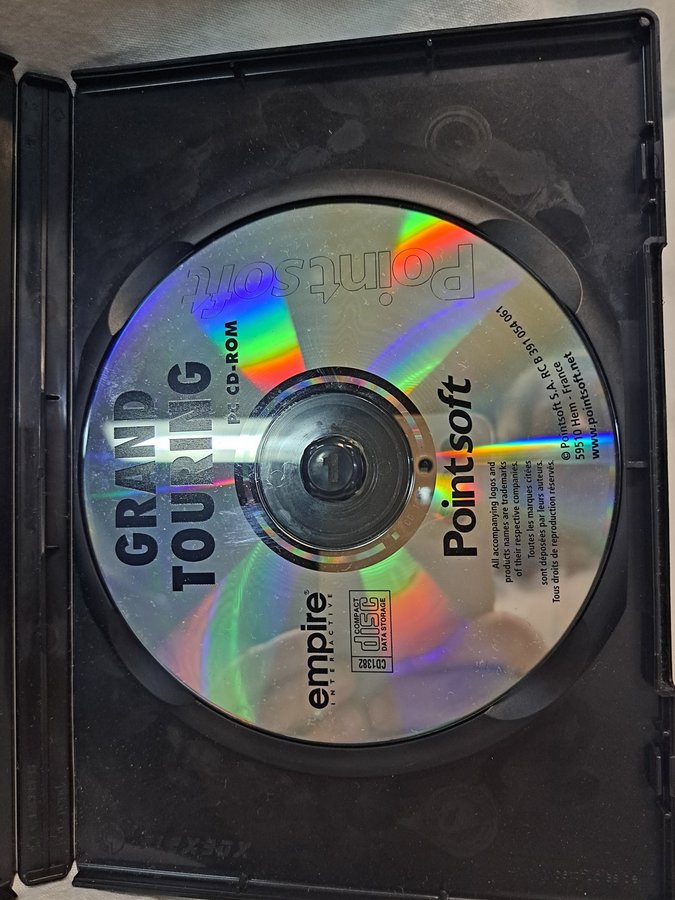 GRAND
TOURING
PC CD-ROM
Pointsoft
empire®
INTERACTIVE
COMPACT
disc
DATA STORAGE
CD1382
Pointsoft
All accompanying logos and
products names are trademarks
of their respective companies.
Toutes les marques citées
sont déposées par leurs auteurs.
Tous droits de reproduction réservés.
© Pointsoft S.A. RC B 391 054 061
59510 Hem - France
www.pointsoft.net
1